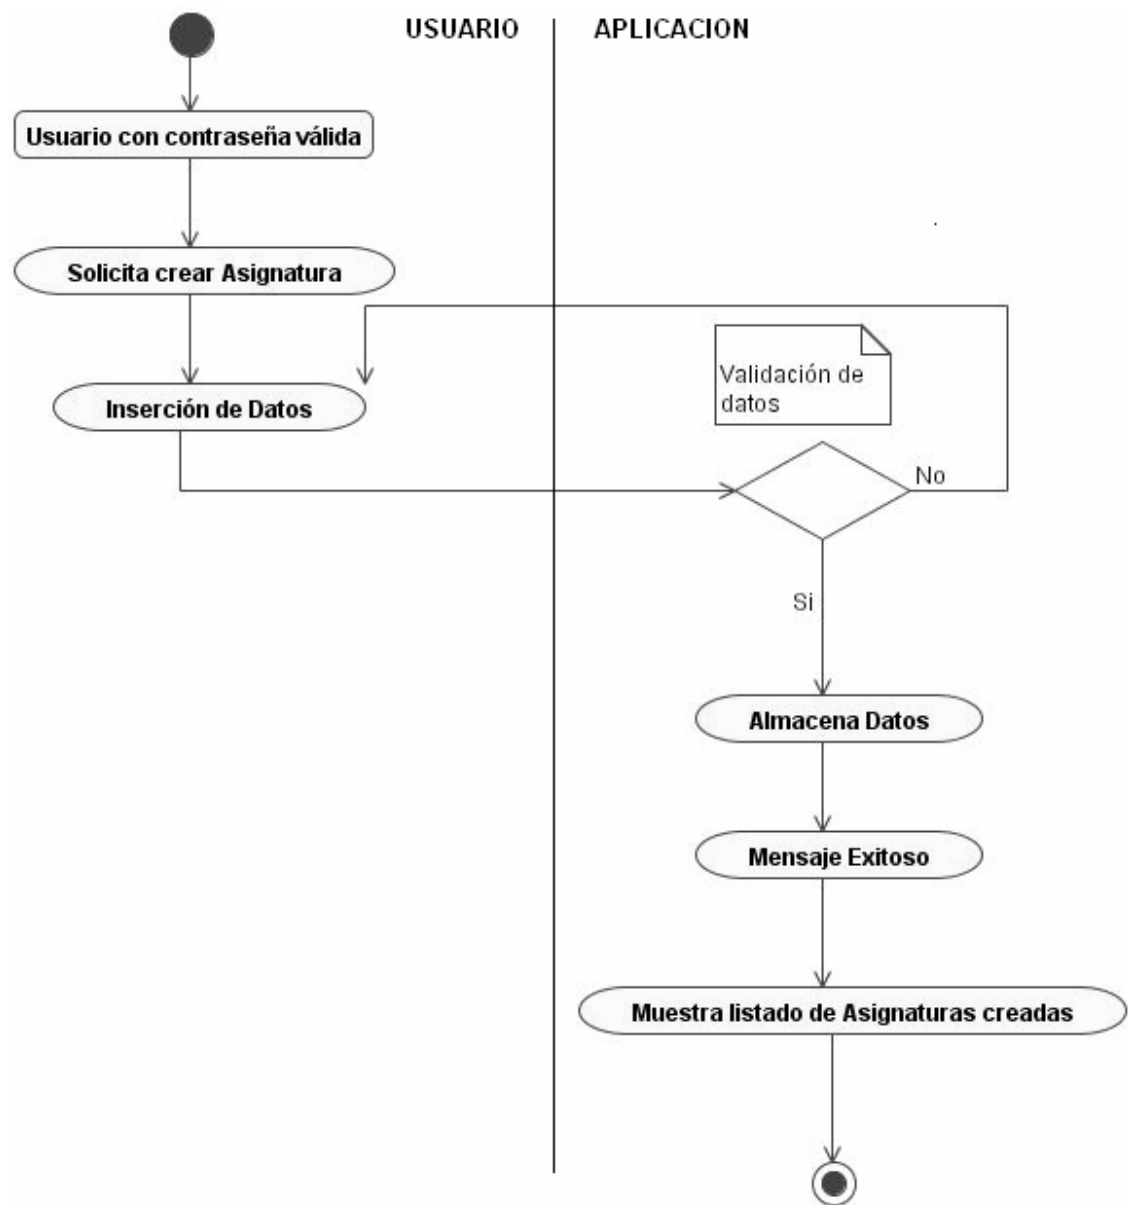 USUARIO
APLICACION
Usuario con contraseña válida
Solicita crear Asignatura
Inserción de Datos
Validación de
datos
No
Si
Almacena Datos
Mensaje Exitoso
Muestra listado de Asignaturas creadas